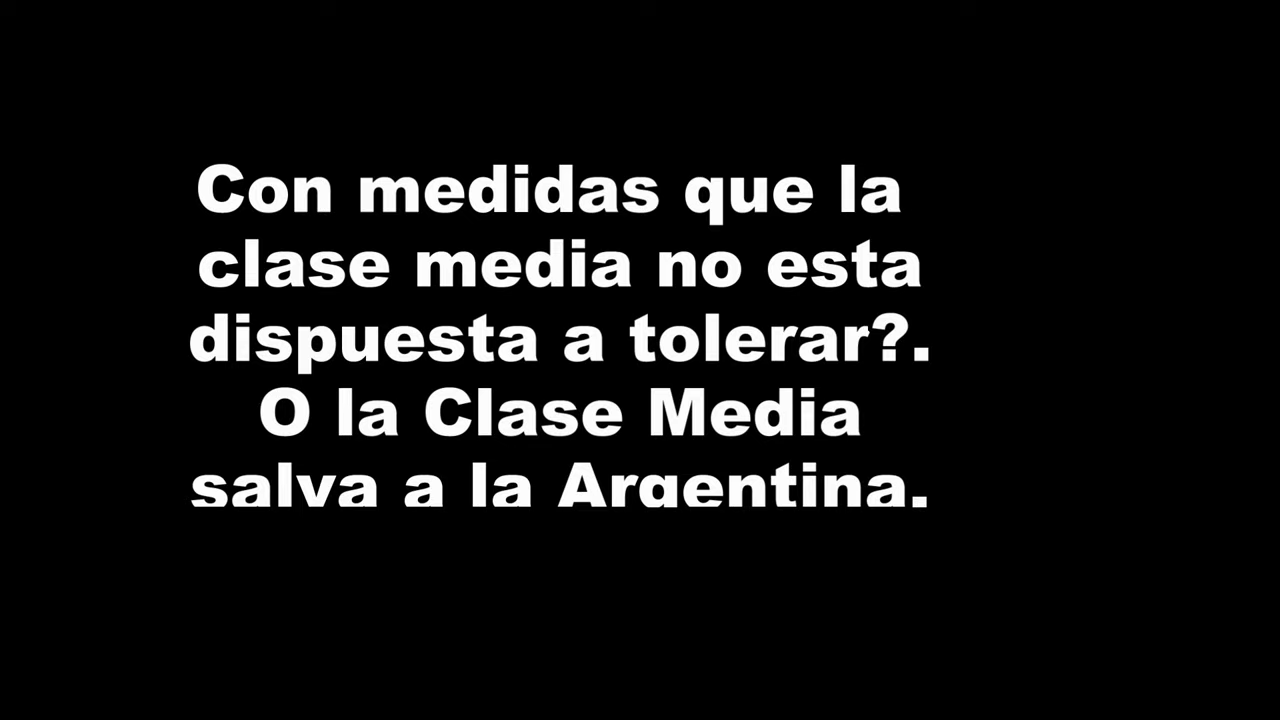 Con medidas que la
clase media no esta
dispuesta a tolerar?.
O la Clase Media
salva a la Argentina.